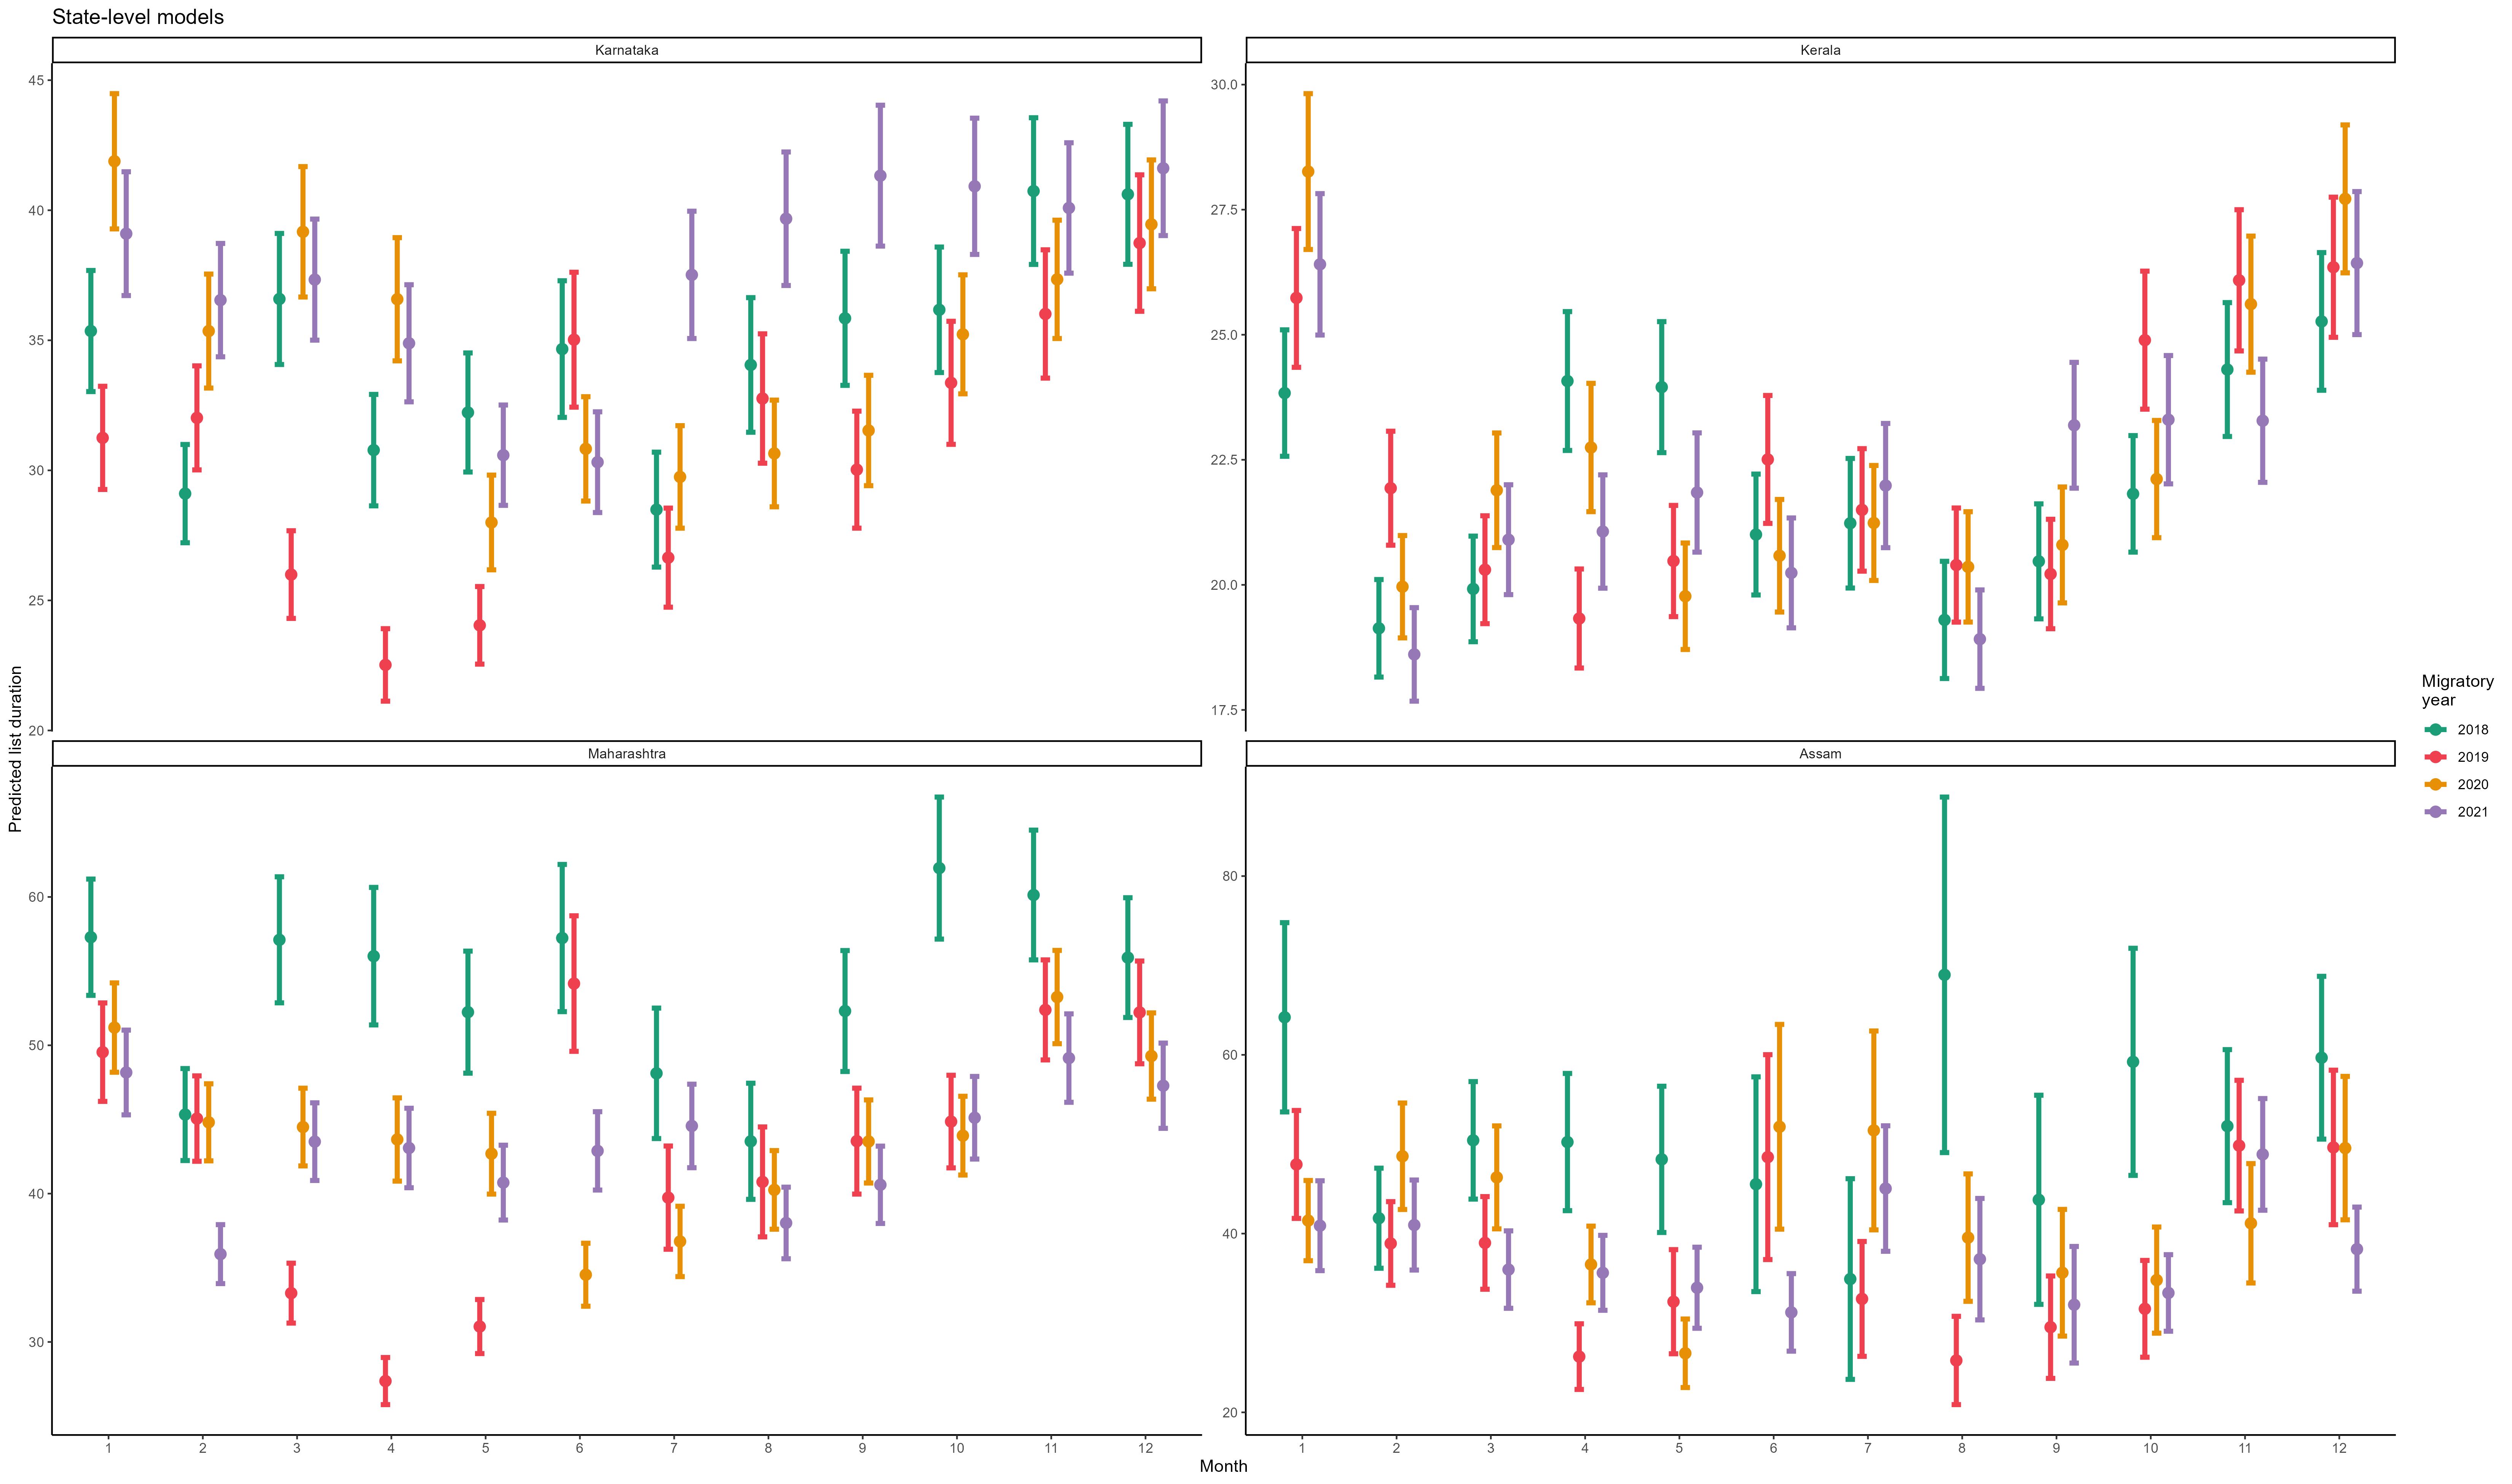 State-level models
Karnataka
Kerala
45
40
35
30
25
20
30.0
27.5
25.0
22.5
20.0
17.5
Predicted list duration
Maharashtra
Assam
60
50
40
30
80
60
40
20
1 2 3 4 5 6 7 8 9 10 11 12
1 2 3 4 5 6 7 8 9 10 11 12
Month
Migratory
year
2018
2019
2020
2021